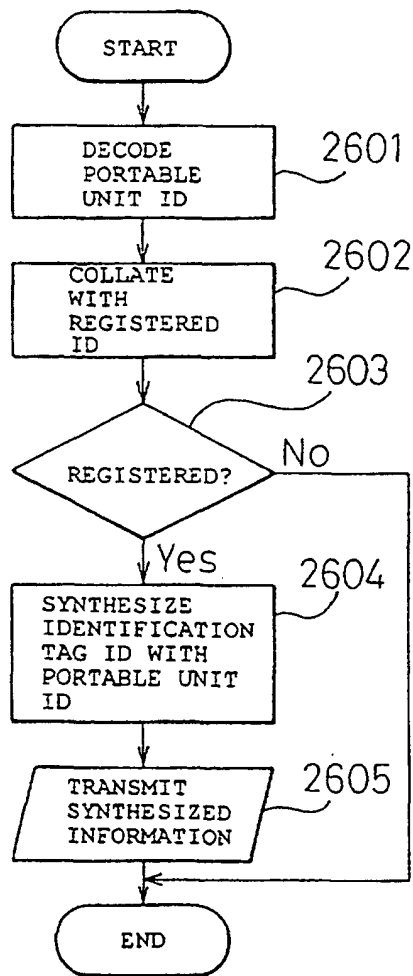 START
DECODE
PORTABLE
UNIT ID
2601
COLLATE
WITH
REGISTERED
ID
2602
REGISTERED?
2603
No
Yes
SYNTHESIZE
IDENTIFICATION
TAG ID WITH
PORTABLE UNIT
ID
2604
TRANSMIT
SYNTHESIZED
INFORMATION
2605
END